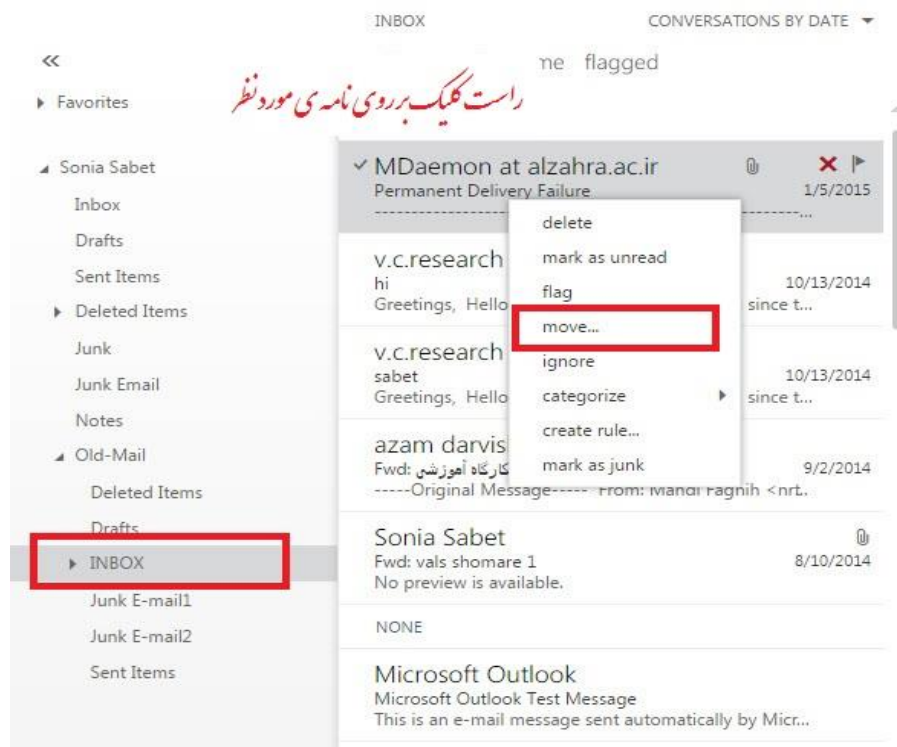 INBOX CONVERSATIONS BY DATE
me flagged
راست کلیک بر روی نامه ی مورد نظر
Favorites
Sonia Sabet
Inbox
Drafts
Sent Items
Deleted Items
Junk
Junk Email
Notes
Old-Mail
Deleted Items
Drafts
INBOX
Junk E-mail1
Junk E-mail2
Sent Items
MDaemon at alzahra.ac.ir
Permanent Delivery Failure 1/5/2015
v.c.research
hi 10/13/2014
Greetings, Hello since t...
v.c.research
sabet 10/13/2014
Greetings, Hello since t...
azam darvis
Fwd: کارگاه آموزشی 9/2/2014
-----Original Message----- From: Mahdi Faghih <nrt..
Sonia Sabet
Fwd: vals shomare 1 8/10/2014
No preview is available.
NONE
Microsoft Outlook
Microsoft Outlook Test Message
This is an e-mail message sent automatically by Micr...
delete
mark as unread
flag
move...
ignore
categorize
create rule...
mark as junk